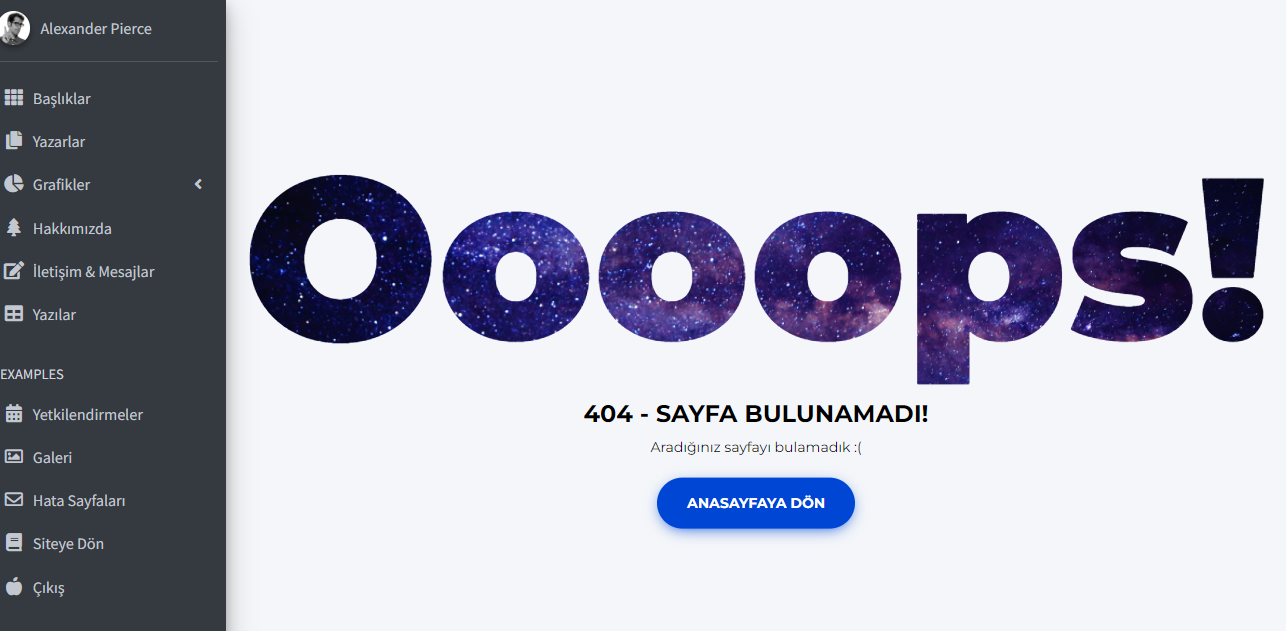 Alexander Pierce
Başlıklar
Yazarlar
Grafikler
Hakkımızda
İletişim & Mesajlar
Yazılar
EXAMPLES
Yetkilendirmeler
Galeri
Hata Sayfaları
Siteye Dön
Çıkış
Oooops!
404 - SAYFA BULUNAMADI!
Aradığınız sayfayı bulamadık :(
ANASAYFAYA DÖN